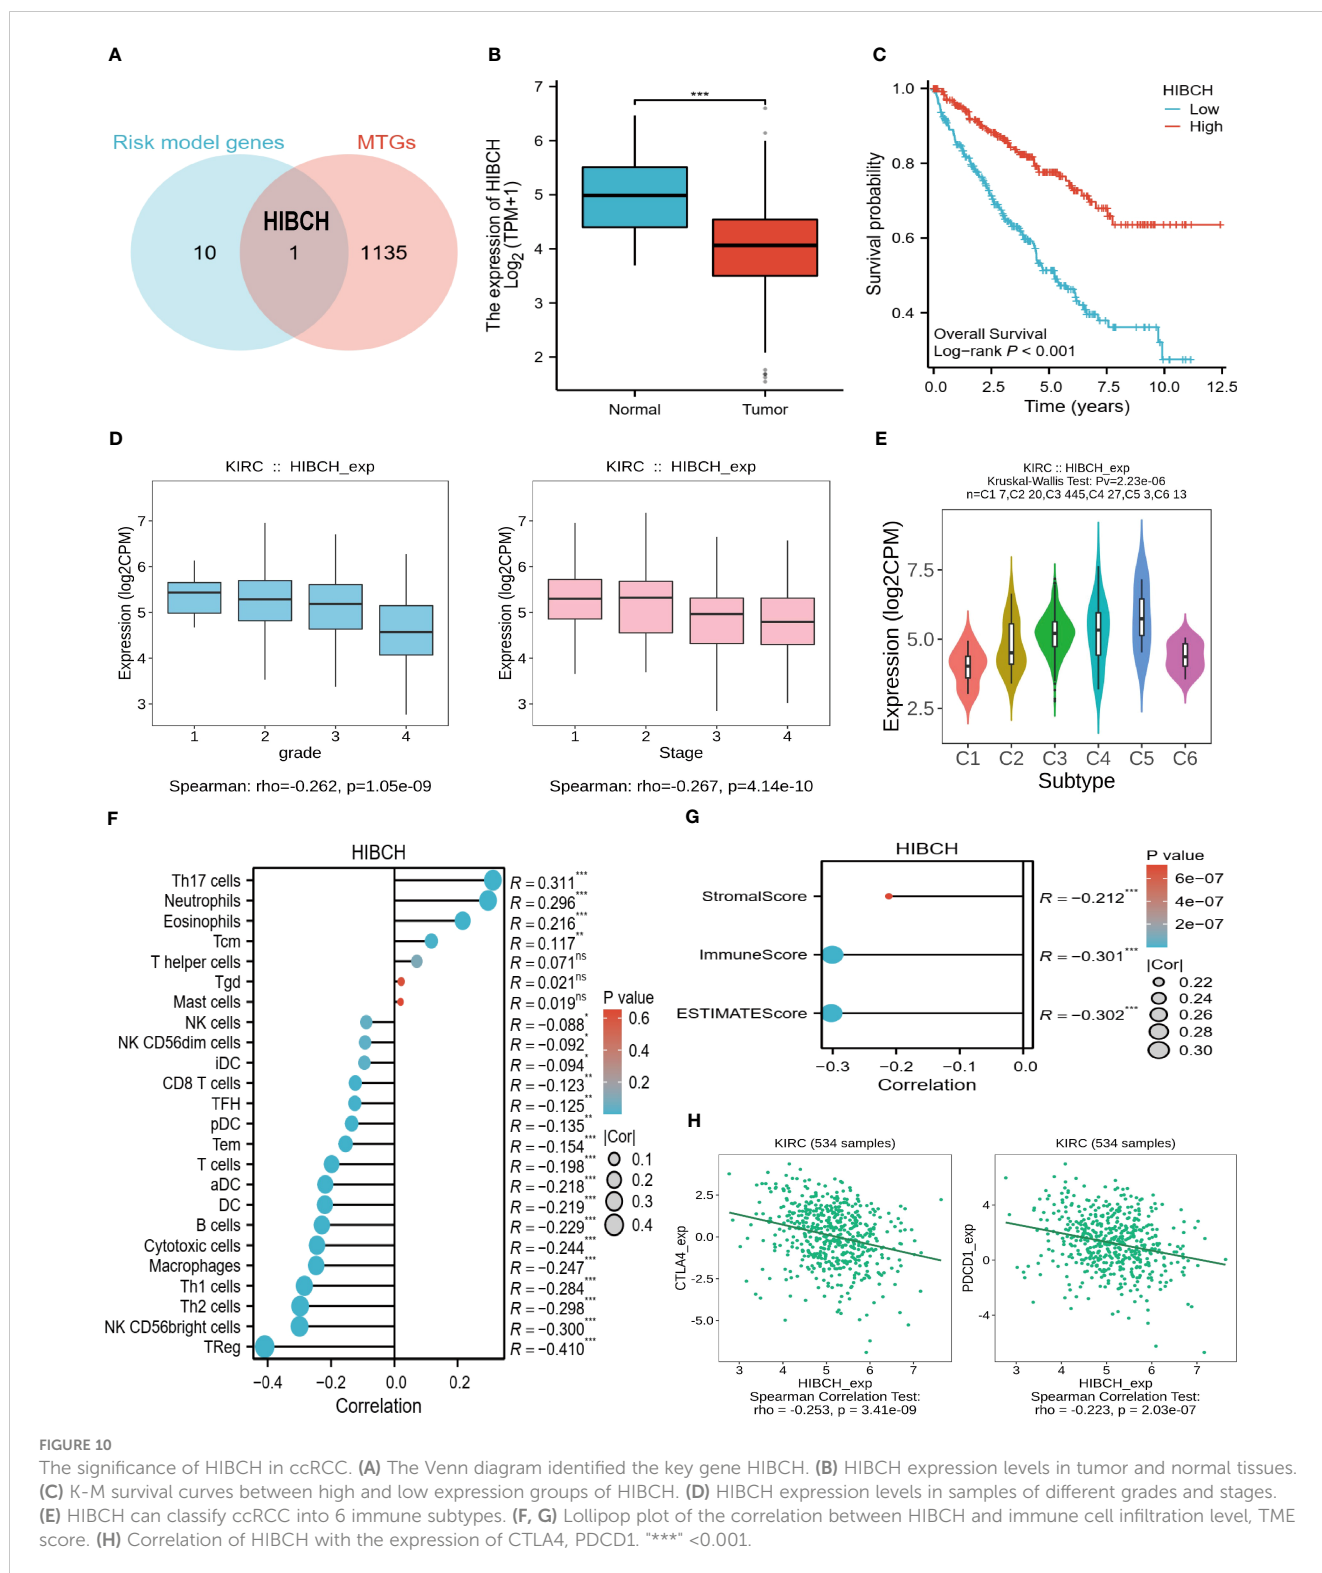 A
Risk model genes
MTGs
HIBCH
10
1
1135
B
The expression of HIBCH
Log2 (TPM+1)
7
6
5
4
3
2
***
Normal
Tumor
C
Survival probability
1.0
0.8
0.6
0.4
HIBCH
Low
High
Overall Survival
Log−rank P < 0.001
0.0 2.5 5.0 7.5 10.0 12.5
Time (years)
D
KIRC :: HIBCH_exp
Expression (log2CPM)
7
6
5
4
3
1 2 3 4
grade
Spearman: rho=-0.262, p=1.05e-09
KIRC :: HIBCH_exp
Expression (log2CPM)
7
6
5
4
3
1 2 3 4
Stage
Spearman: rho=-0.267, p=4.14e-10
E
KIRC :: HIBCH_exp
Kruskal-Wallis Test: Pv=2.23e-06
n=C1 7,C2 20,C3 445,C4 27,C5 3,C6 13
Expression (log2CPM)
7.5
5.0
2.5
C1 C2 C3 C4 C5 C6
Subtype
F
HIBCH
Th17 cells R = 0.311***
Neutrophils R = 0.296***
Eosinophils R = 0.216***
Tcm R = 0.117**
T helper cells R = 0.071ns
Tgd R = 0.021ns
Mast cells R = 0.019ns
NK cells R = −0.088*
NK CD56dim cells R = −0.092*
iDC R = −0.094*
CD8 T cells R = −0.123**
TFH R = −0.125**
pDC R = −0.135**
Tem R = −0.154***
T cells R = −0.198***
aDC R = −0.218***
DC R = −0.219***
B cells R = −0.229***
Cytotoxic cells R = −0.244***
Macrophages R = −0.247***
Th1 cells R = −0.284***
Th2 cells R = −0.298***
NK CD56bright cells R = −0.300***
TReg R = −0.410***
−0.4 −0.2 0.0 0.2
Correlation
P value
0.6
0.4
0.2
|Cor|
0.1
0.2
0.3
0.4
G
HIBCH
StromalScore R = −0.212***
ImmuneScore R = −0.301***
ESTIMATEScore R = −0.302***
−0.3 −0.2 −0.1 0.0
Correlation
P value
6e−07
4e−07
2e−07
|Cor|
0.22
0.24
0.26
0.28
0.30
H
KIRC (534 samples)
CTLA4_exp
2.5
0.0
-2.5
-5.0
3 4 5 6 7
HIBCH_exp
Spearman Correlation Test:
rho = -0.253, p = 3.41e-09
KIRC (534 samples)
PDCD1_exp
4
0
-4
3 4 5 6 7
HIBCH_exp
Spearman Correlation Test:
rho = -0.223, p = 2.03e-07
FIGURE 10
The significance of HIBCH in ccRCC. (A) The Venn diagram identified the key gene HIBCH. (B) HIBCH expression levels in tumor and normal tissues.
(C) K-M survival curves between high and low expression groups of HIBCH. (D) HIBCH expression levels in samples of different grades and stages.
(E) HIBCH can classify ccRCC into 6 immune subtypes. (F, G) Lollipop plot of the correlation between HIBCH and immune cell infiltration level, TME
score. (H) Correlation of HIBCH with the expression of CTLA4, PDCD1. "***" <0.001.